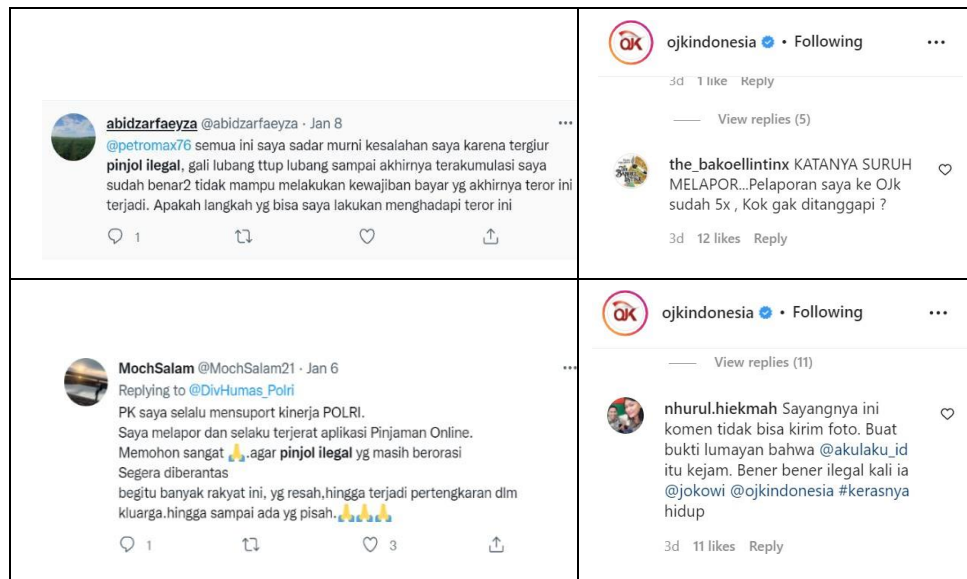 abidzarfaeyza @abidzarfaeyza · Jan 8
@petromax76 semua ini saya sadar murni kesalahan saya karena tergiur
pinjol ilegal, gali lubang ttup lubang sampai akhirnya terakumulasi saya
sudah benar2 tidak mampu melakukan kewajiban bayar yg akhirnya teror ini
terjadi. Apakah langkah yg bisa saya lakukan menghadapi teror ini
1
ojkindonesia • Following
3d 1 like Reply
View replies (5)
the_bakoellintinx KATANYA SURUH
MELAPOR...Pelaporan saya ke OJk
sudah 5x , Kok gak ditanggapi ?
3d 12 likes Reply
MochSalam @MochSalam21 · Jan 6
Replying to @DivHumas_Polri
PK saya selalu mensuport kinerja POLRI.
Saya melapor dan selaku terjerat aplikasi Pinjaman Online.
Memohon sangat 🙏.agar pinjol ilegal yg masih berorasi
Segera diberantas
begitu banyak rakyat ini, yg resah,hingga terjadi pertengkaran dlm
kluarga.hingga sampai ada yg pisah.🙏🙏🙏
1 3
ojkindonesia • Following
View replies (11)
nhurul.hiekmah Sayangnya ini
komen tidak bisa kirim foto. Buat
bukti lumayan bahwa @akulaku_id
itu kejam. Bener bener ilegal kali ia
@jokowi @ojkindonesia #kerasnya
hidup
3d 11 likes Reply